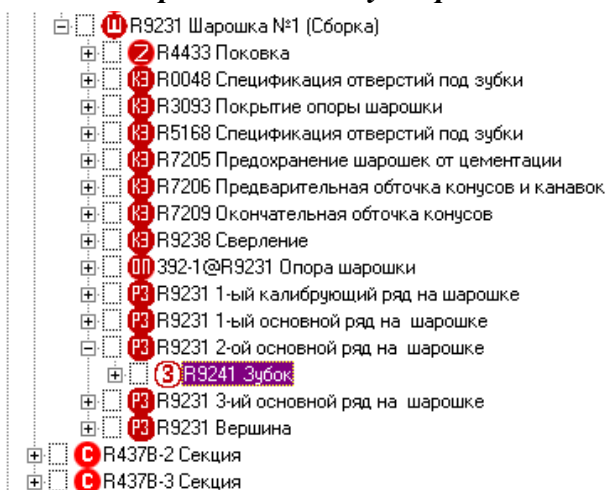 Ш R9231 Шарошка №1 (Сборка)
Z R4433 Поковка
КЭ R0048 Спецификация отверстий под зубки
КЭ R3093 Покрытие опоры шарошки
КЭ R5168 Спецификация отверстий под зубки
КЭ R7205 Предохранение шарошек от цементации
КЭ R7206 Предварительная обточка конусов и канавок
КЭ R7209 Окончательная обточка конусов
КЭ R9238 Сверление
ОП 392-1@R9231 Опора шарошки
РЗ R9231 1-ый калибрующий ряд на шарошке
РЗ R9231 1-ый основной ряд на шарошке
РЗ R9231 2-ой основной ряд на шарошке
З R9241 Зубок
РЗ R9231 3-ий основной ряд на шарошке
РЗ R9231 Вершина
С R437B-2 Секция
С R437B-3 Секция